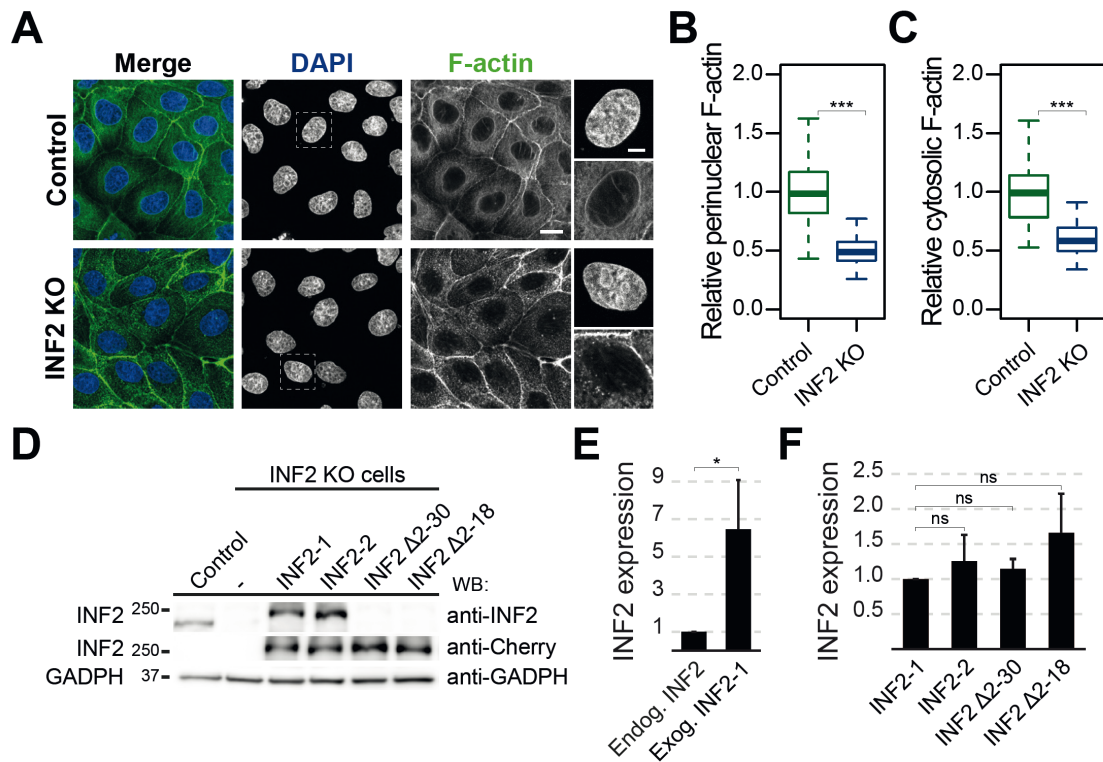 A
Merge
DAPI
F-actin
Control
INF2 KO
B
Relative perinuclear F-actin
2.0
1.5
1.0
0.5
0.0
***
Control
INF2 KO
C
Relative cytosolic F-actin
2.0
1.5
1.0
0.5
0.0
***
Control
INF2 KO
D
INF2 KO cells
Control
-
INF2-1
INF2-2
INF2 Δ2-30
INF2 Δ2-18
WB:
INF2 250 anti-INF2
INF2 250 anti-Cherry
GADPH 37 anti-GADPH
E
INF2 expression
9
7
5
3
1
*
Endog. INF2
Exog. INF2-1
F
INF2 expression
2.5
2.0
1.5
1.0
0.5
ns
ns
ns
INF2-1
INF2-2
INF2 Δ2-30
INF2 Δ2-18